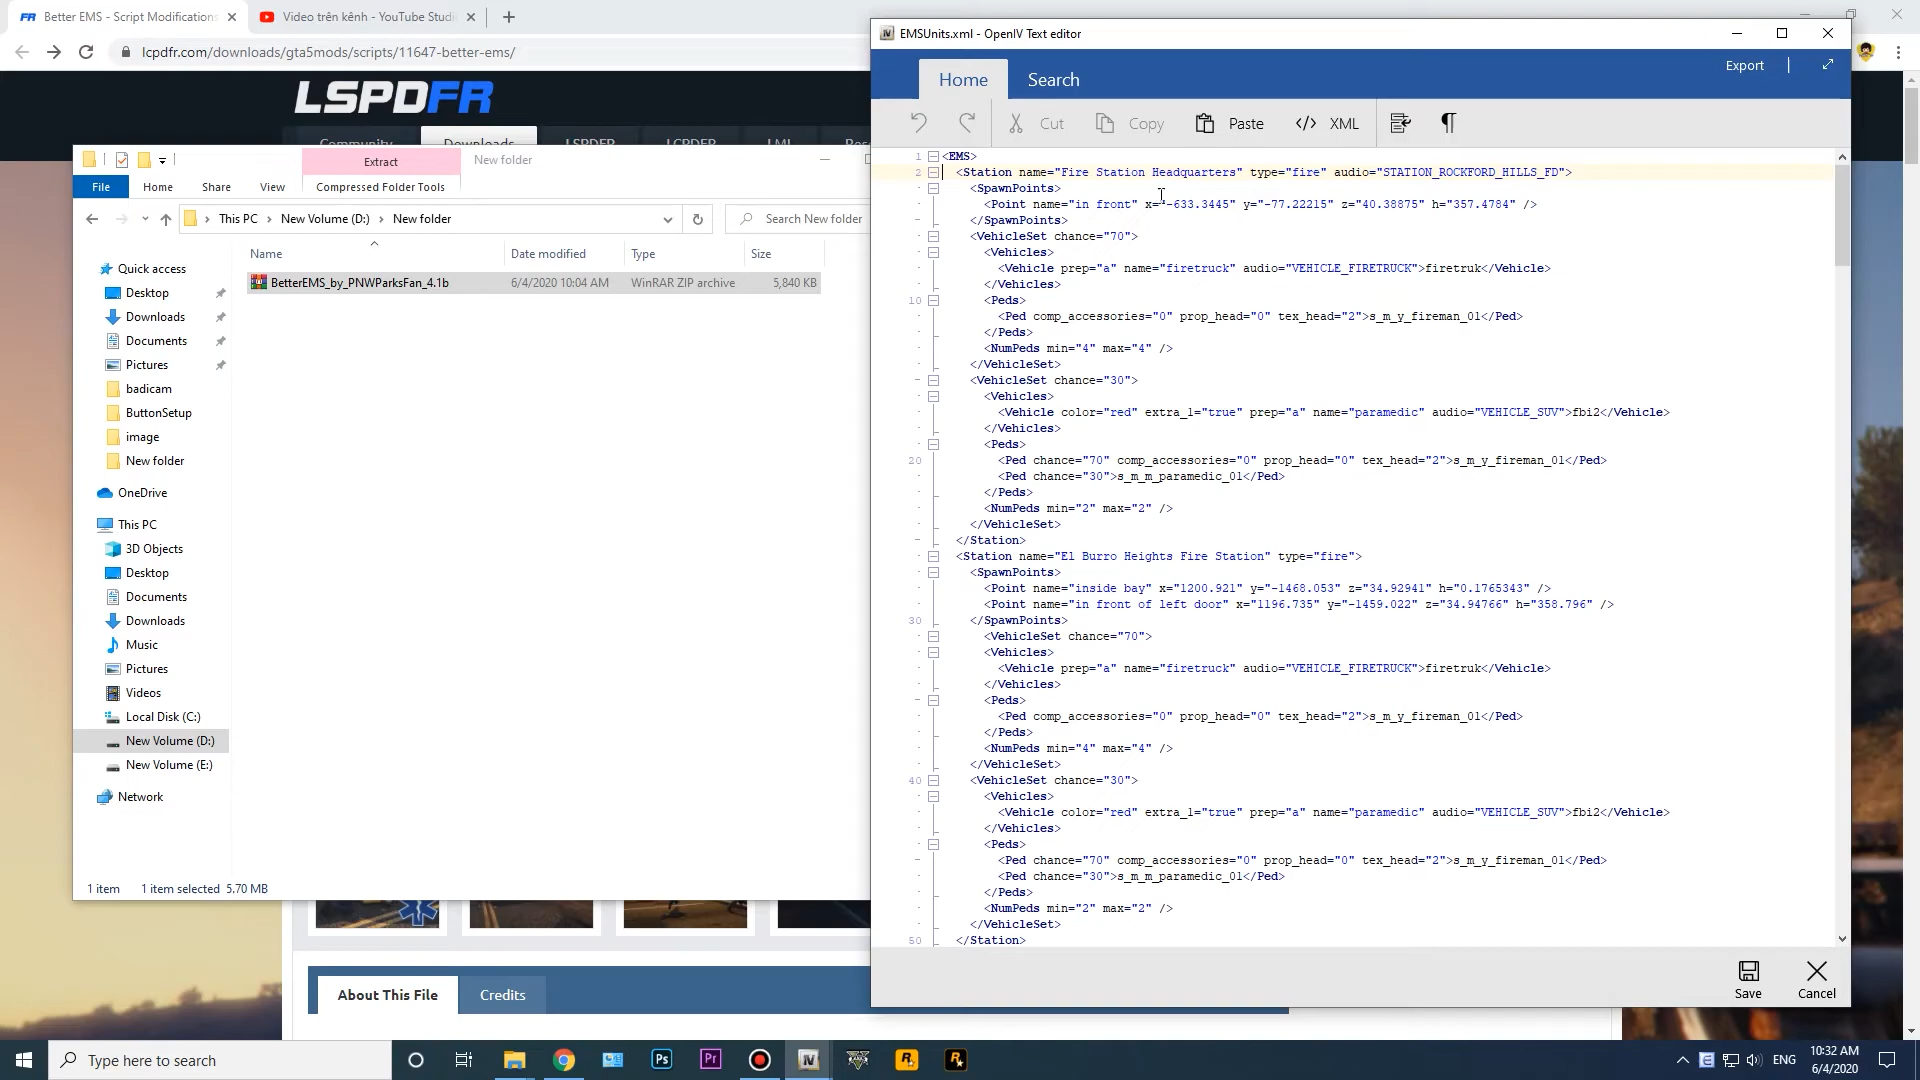 Better EMS - Script Modifications
Video trên kênh - YouTube Studi
lcpdfr.com/downloads/gta5mods/scripts/11647-better-ems/
LSPDFR
Community
Downloads
LSPDFR
LCPDFR
LML
Extract
New folder
File
Home
Share
View
Compressed Folder Tools
This PC
New Volume (D:)
New folder
Search New folder
Name
Date modified
Type
Size
BetterEMS_by_PNWParksFan_4.1b
6/4/2020 10:04 AM
WinRAR ZIP archive
5,840 KB
Quick access
Desktop
Downloads
Documents
Pictures
badicam
ButtonSetup
image
New folder
OneDrive
This PC
3D Objects
Desktop
Documents
Downloads
Music
Pictures
Videos
Local Disk (C:)
New Volume (D:)
New Volume (E:)
Network
1 item
1 item selected 5.70 MB
About This File
Credits
EMSUnits.xml - OpenIV Text editor
Home
Search
Export
Cut
Copy
Paste
XML
1 <EMS>
2 <Station name="Fire Station Headquarters" type="fire" audio="STATION_ROCKFORD_HILLS_FD">
<SpawnPoints>
<Point name="in front" x="-633.3445" y="-77.22215" z="40.38875" h="357.4784" />
</SpawnPoints>
<VehicleSet chance="70">
<Vehicles>
<Vehicle prep="a" name="firetruck" audio="VEHICLE_FIRETRUCK">firetruk</Vehicle>
</Vehicles>
10 <Peds>
<Ped comp_accessories="0" prop_head="0" tex_head="2">s_m_y_fireman_01</Ped>
</Peds>
<NumPeds min="4" max="4" />
</VehicleSet>
<VehicleSet chance="30">
<Vehicles>
<Vehicle color="red" extra_1="true" prep="a" name="paramedic" audio="VEHICLE_SUV">fbi2</Vehicle>
</Vehicles>
<Peds>
20 <Ped chance="70" comp_accessories="0" prop_head="0" tex_head="2">s_m_y_fireman_01</Ped>
<Ped chance="30">s_m_m_paramedic_01</Ped>
</Peds>
<NumPeds min="2" max="2" />
</VehicleSet>
</Station>
<Station name="El Burro Heights Fire Station" type="fire">
<SpawnPoints>
<Point name="inside bay" x="1200.921" y="-1468.053" z="34.92941" h="0.1765343" />
<Point name="in front of left door" x="1196.735" y="-1459.022" z="34.94766" h="358.796" />
30 </SpawnPoints>
<VehicleSet chance="70">
<Vehicles>
<Vehicle prep="a" name="firetruck" audio="VEHICLE_FIRETRUCK">firetruk</Vehicle>
</Vehicles>
<Peds>
<Ped comp_accessories="0" prop_head="0" tex_head="2">s_m_y_fireman_01</Ped>
</Peds>
<NumPeds min="4" max="4" />
</VehicleSet>
40 <VehicleSet chance="30">
<Vehicles>
<Vehicle color="red" extra_1="true" prep="a" name="paramedic" audio="VEHICLE_SUV">fbi2</Vehicle>
</Vehicles>
<Peds>
<Ped chance="70" comp_accessories="0" prop_head="0" tex_head="2">s_m_y_fireman_01</Ped>
<Ped chance="30">s_m_m_paramedic_01</Ped>
</Peds>
<NumPeds min="2" max="2" />
</VehicleSet>
50 </Station>
Save
Cancel
Type here to search
Ps
Pr
ENG
10:32 AM
6/4/2020